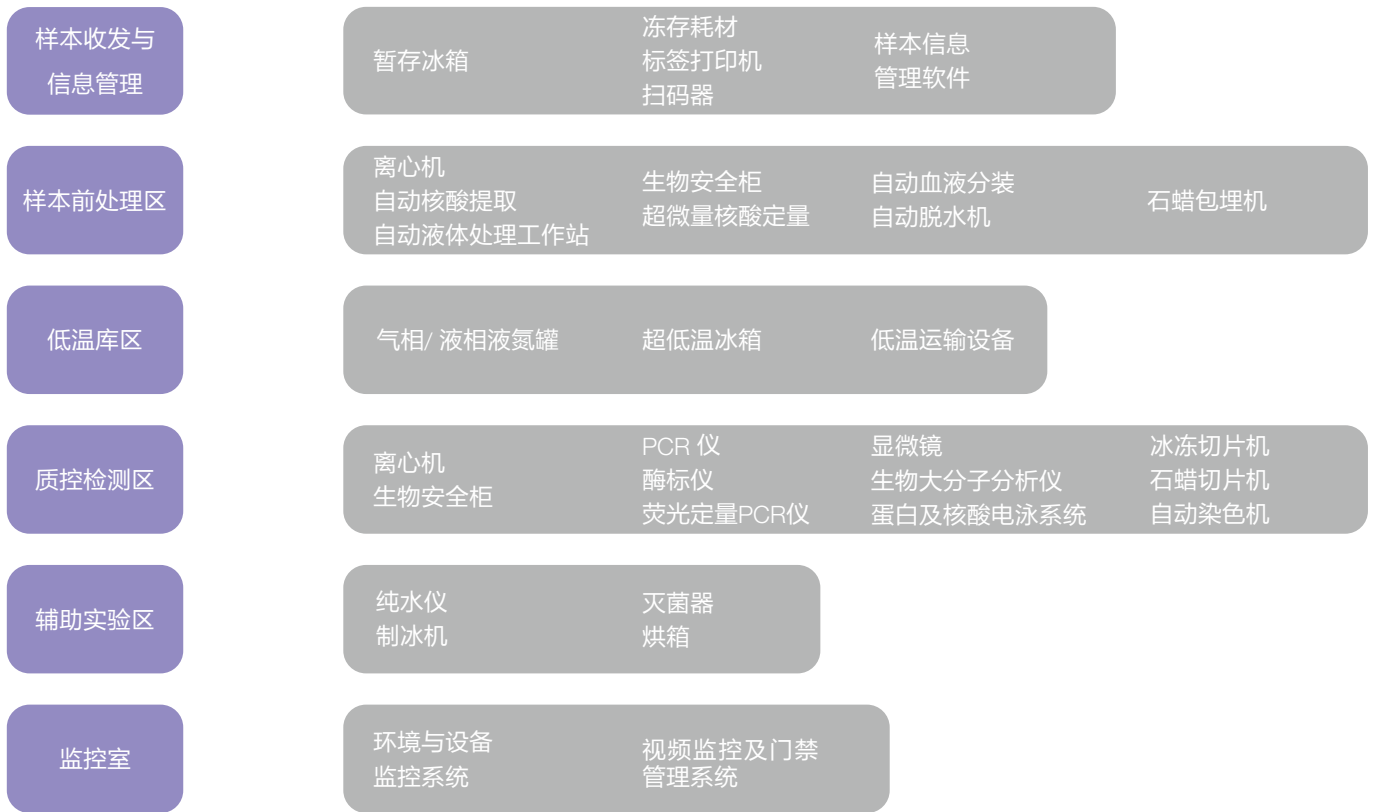 样本收发与
信息管理
暂存冰箱
冻存耗材
标签打印机
扫码器
样本信息
管理软件
样本前处理区
离心机
自动核酸提取
自动液体处理工作站
生物安全柜
超微量核酸定量
自动血液分装
自动脱水机
石蜡包埋机
低温库区
气相/ 液相液氮罐
超低温冰箱
低温运输设备
质控检测区
离心机
生物安全柜
PCR 仪
酶标仪
荧光定量PCR仪
显微镜
生物大分子分析仪
蛋白及核酸电泳系统
冰冻切片机
石蜡切片机
自动染色机
辅助实验区
纯水仪
制冰机
灭菌器
烘箱
监控室
环境与设备
监控系统
视频监控及门禁
管理系统